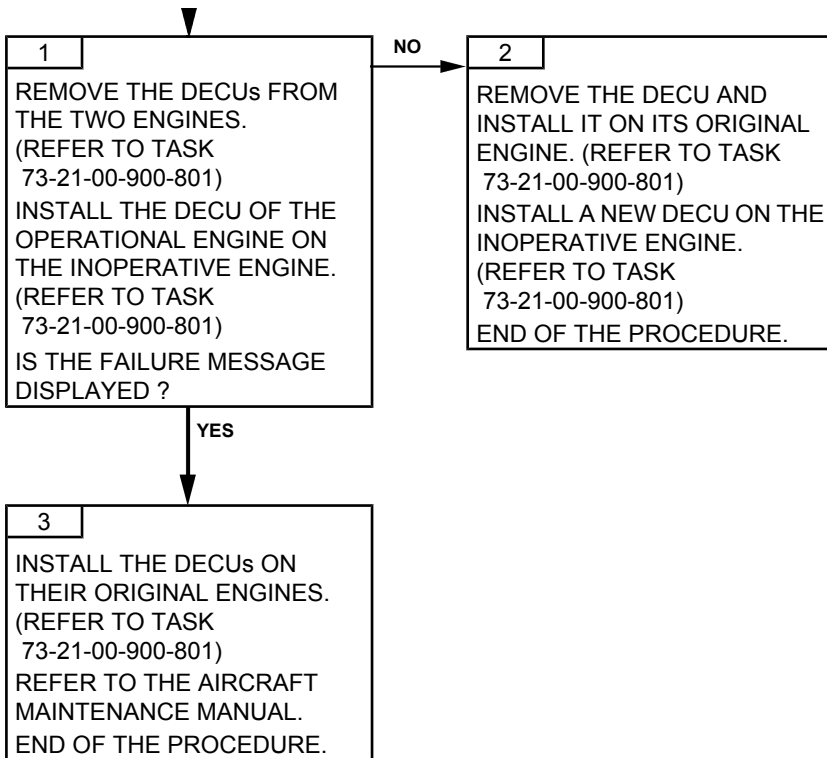 1
REMOVE THE DECUs FROM
THE TWO ENGINES.
(REFER TO TASK
73-21-00-900-801)
INSTALL THE DECU OF THE
OPERATIONAL ENGINE ON
THE INOPERATIVE ENGINE.
(REFER TO TASK
73-21-00-900-801)
IS THE FAILURE MESSAGE
DISPLAYED ?
NO
2
REMOVE THE DECU AND
INSTALL IT ON ITS ORIGINAL
ENGINE. (REFER TO TASK
73-21-00-900-801)
INSTALL A NEW DECU ON THE
INOPERATIVE ENGINE.
(REFER TO TASK
73-21-00-900-801)
END OF THE PROCEDURE.
YES
3
INSTALL THE DECUs ON
THEIR ORIGINAL ENGINES.
(REFER TO TASK
73-21-00-900-801)
REFER TO THE AIRCRAFT
MAINTENANCE MANUAL.
END OF THE PROCEDURE.